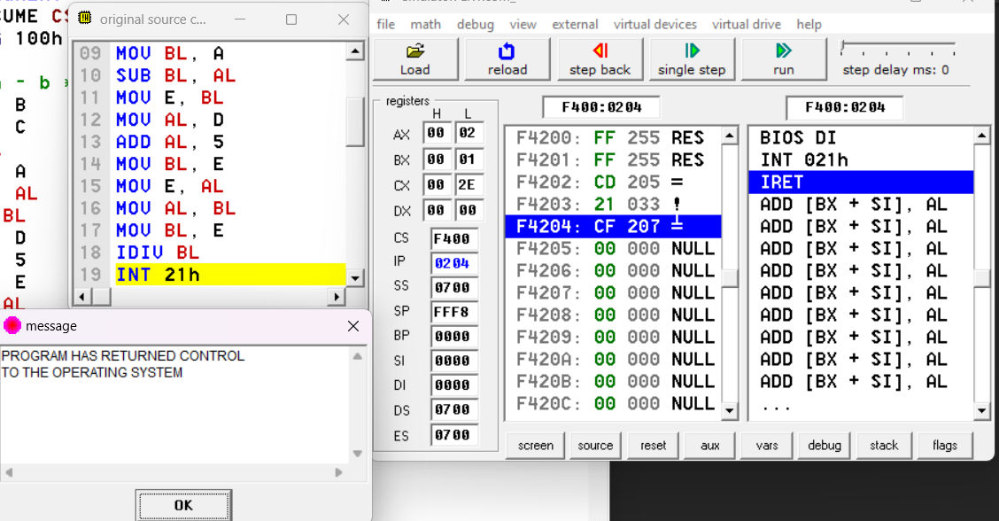 SUME CS
G 100h
- b *
B
C
A
AL
BL
D
5
E
AL
original source c...
09 MOV BL, A
10 SUB BL, AL
11 MOV E, BL
12 MOV AL, D
13 ADD AL, 5
14 MOV BL, E
15 MOV E, AL
16 MOV AL, BL
17 MOV BL, E
18 IDIV BL
19 INT 21h
message
PROGRAM HAS RETURNED CONTROL
TO THE OPERATING SYSTEM
OK
file math debug view external virtual devices virtual drive help
Load reload step back single step run step delay ms: 0
registers
H L
AX 00 02
BX 00 01
CX 00 2E
DX 00 00
CS F400
IP 0204
SS 0700
SP FFF8
BP 0000
SI 0000
DI 0000
DS 0700
ES 0700
F400:0204
F4200: FF 255 RES
F4201: FF 255 RES
F4202: CD 205 =
F4203: 21 033 !
F4204: CF 207 ╧
F4205: 00 000 NULL
F4206: 00 000 NULL
F4207: 00 000 NULL
F4208: 00 000 NULL
F4209: 00 000 NULL
F420A: 00 000 NULL
F420B: 00 000 NULL
F420C: 00 000 NULL
F400:0204
BIOS DI
INT 021h
IRET
ADD [BX + SI], AL
ADD [BX + SI], AL
ADD [BX + SI], AL
ADD [BX + SI], AL
ADD [BX + SI], AL
ADD [BX + SI], AL
ADD [BX + SI], AL
ADD [BX + SI], AL
ADD [BX + SI], AL
...
screen source reset aux vars debug stack flags